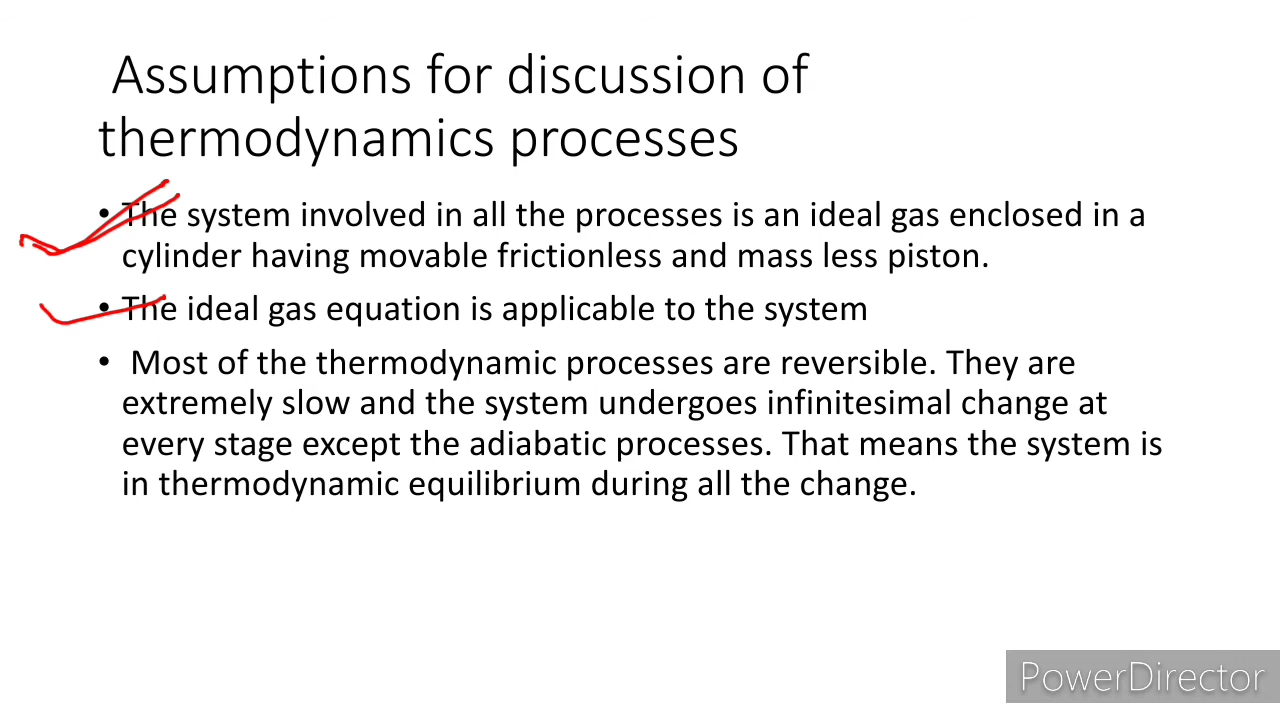 Assumptions for discussion of
thermodynamics processes
• The system involved in all the processes is an ideal gas enclosed in a
cylinder having movable frictionless and mass less piston.
• The ideal gas equation is applicable to the system
• Most of the thermodynamic processes are reversible. They are
extremely slow and the system undergoes infinitesimal change at
every stage except the adiabatic processes. That means the system is
in thermodynamic equilibrium during all the change.
PowerDirector